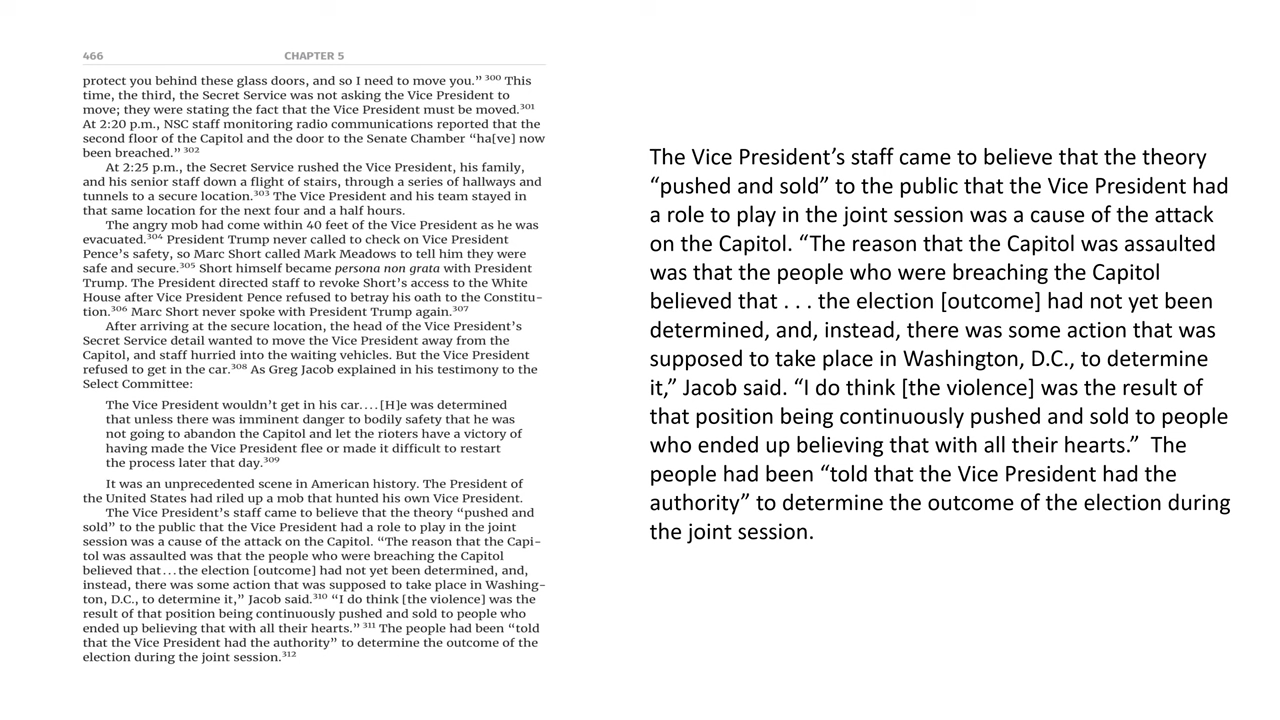 466 CHAPTER 5
protect you behind these glass doors, and so I need to move you.” 300 This
time, the third, the Secret Service was not asking the Vice President to
move; they were stating the fact that the Vice President must be moved.301
At 2:20 p.m., NSC staff monitoring radio communications reported that the
second floor of the Capitol and the door to the Senate Chamber “ha[ve] now
been breached.” 302
At 2:25 p.m., the Secret Service rushed the Vice President, his family,
and his senior staff down a flight of stairs, through a series of hallways and
tunnels to a secure location.303 The Vice President and his team stayed in
that same location for the next four and a half hours.
The angry mob had come within 40 feet of the Vice President as he was
evacuated.304 President Trump never called to check on Vice President
Pence’s safety, so Marc Short called Mark Meadows to tell him they were
safe and secure.305 Short himself became persona non grata with President
Trump. The President directed staff to revoke Short’s access to the White
House after Vice President Pence refused to betray his oath to the Constitu-
tion.306 Marc Short never spoke with President Trump again.307
After arriving at the secure location, the head of the Vice President’s
Secret Service detail wanted to move the Vice President away from the
Capitol, and staff hurried into the waiting vehicles. But the Vice President
refused to get in the car.308 As Greg Jacob explained in his testimony to the
Select Committee:
The Vice President wouldn’t get in his car. . . . [H]e was determined
that unless there was imminent danger to bodily safety that he was
not going to abandon the Capitol and let the rioters have a victory of
having made the Vice President flee or made it difficult to restart
the process later that day.309
It was an unprecedented scene in American history. The President of
the United States had riled up a mob that hunted his own Vice President.
The Vice President’s staff came to believe that the theory “pushed and
sold” to the public that the Vice President had a role to play in the joint
session was a cause of the attack on the Capitol. “The reason that the Capi-
tol was assaulted was that the people who were breaching the Capitol
believed that . . . the election [outcome] had not yet been determined, and,
instead, there was some action that was supposed to take place in Washing-
ton, D.C., to determine it,” Jacob said.310 “I do think [the violence] was the
result of that position being continuously pushed and sold to people who
ended up believing that with all their hearts.” 311 The people had been “told
that the Vice President had the authority” to determine the outcome of the
election during the joint session.312
The Vice President’s staff came to believe that the theory
“pushed and sold” to the public that the Vice President had
a role to play in the joint session was a cause of the attack
on the Capitol. “The reason that the Capitol was assaulted
was that the people who were breaching the Capitol
believed that . . . the election [outcome] had not yet been
determined, and, instead, there was some action that was
supposed to take place in Washington, D.C., to determine
it,” Jacob said. “I do think [the violence] was the result of
that position being continuously pushed and sold to people
who ended up believing that with all their hearts.”  The
people had been “told that the Vice President had the
authority” to determine the outcome of the election during
the joint session.